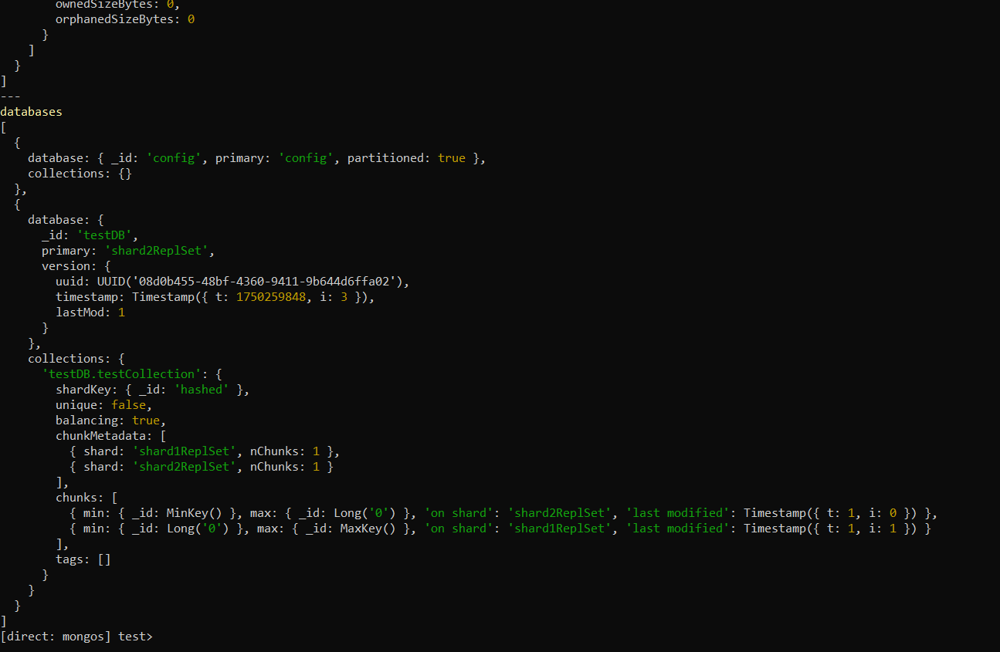 ownedSizeBytes: 0,
        orphanedSizeBytes: 0
      }
    ]
  }
]
---
databases
[
  {
    database: { _id: 'config', primary: 'config', partitioned: true },
    collections: {}
  },
  {
    database: {
      _id: 'testDB',
      primary: 'shard2ReplSet',
      version: {
        uuid: UUID('08d0b455-48bf-4360-9411-9b644d6ffa02'),
        timestamp: Timestamp({ t: 1750259848, i: 3 }),
        lastMod: 1
      }
    },
    collections: {
      'testDB.testCollection': {
        shardKey: { _id: 'hashed' },
        unique: false,
        balancing: true,
        chunkMetadata: [
          { shard: 'shard1ReplSet', nChunks: 1 },
          { shard: 'shard2ReplSet', nChunks: 1 }
        ],
        chunks: [
          { min: { _id: MinKey() }, max: { _id: Long('0') }, 'on shard': 'shard2ReplSet', 'last modified': Timestamp({ t: 1, i: 0 }) },
          { min: { _id: Long('0') }, max: { _id: MaxKey() }, 'on shard': 'shard1ReplSet', 'last modified': Timestamp({ t: 1, i: 1 }) }
        ],
        tags: []
      }
    }
  }
]
[direct: mongos] test>